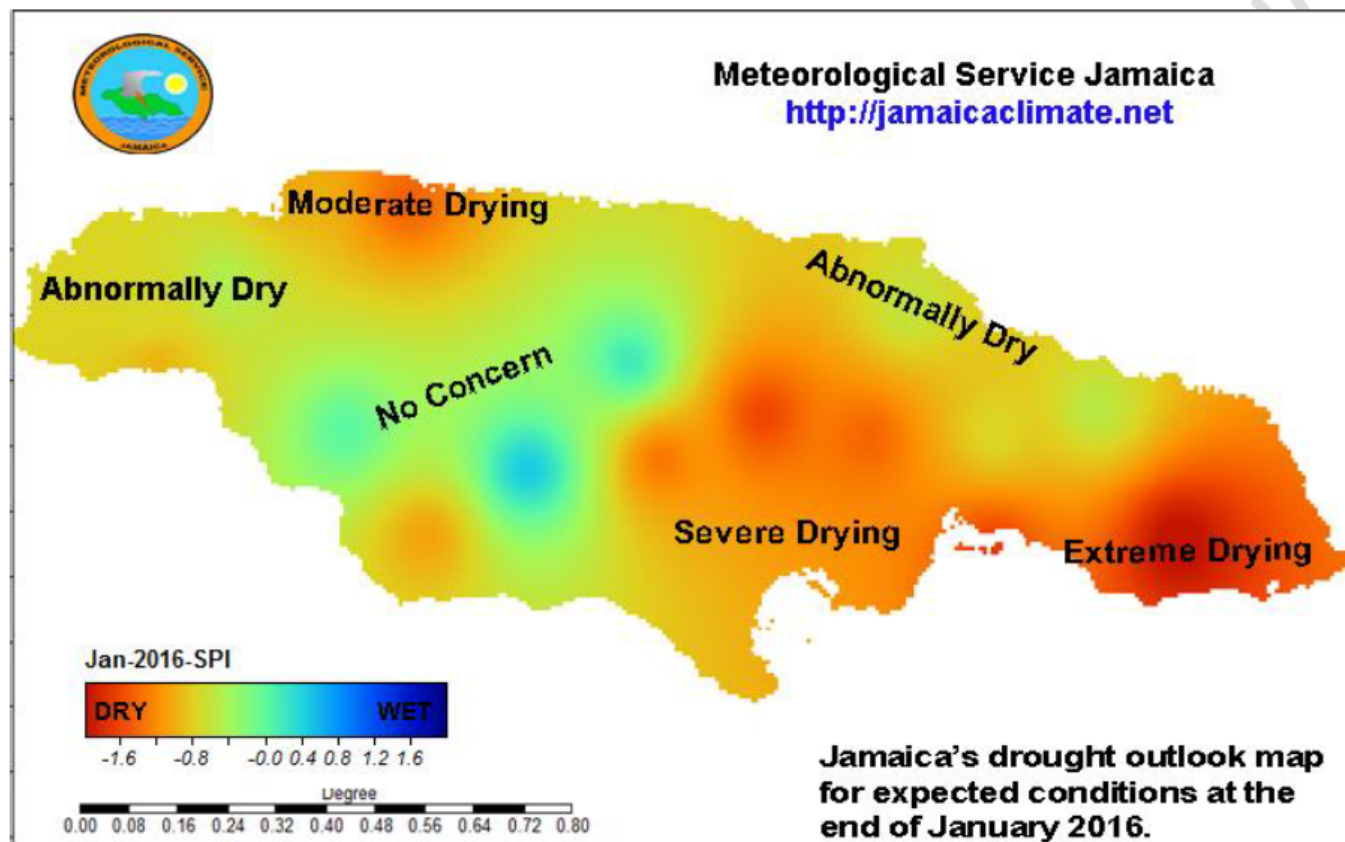 METEOROLOGICAL SERVICE
JAMAICA
Meteorological Service Jamaica
http://jamaicaclimate.net
Moderate Drying
Abnormally Dry
Abnormally Dry
No Concern
Severe Drying
Extreme Drying
Jan-2016-SPI
DRY WET
-1.6 -0.8 -0.0 0.4 0.8 1.2 1.6
Degree
0.00 0.08 0.16 0.24 0.32 0.40 0.48 0.56 0.64 0.72 0.80
Jamaica's drought outlook map
for expected conditions at the
end of January 2016.